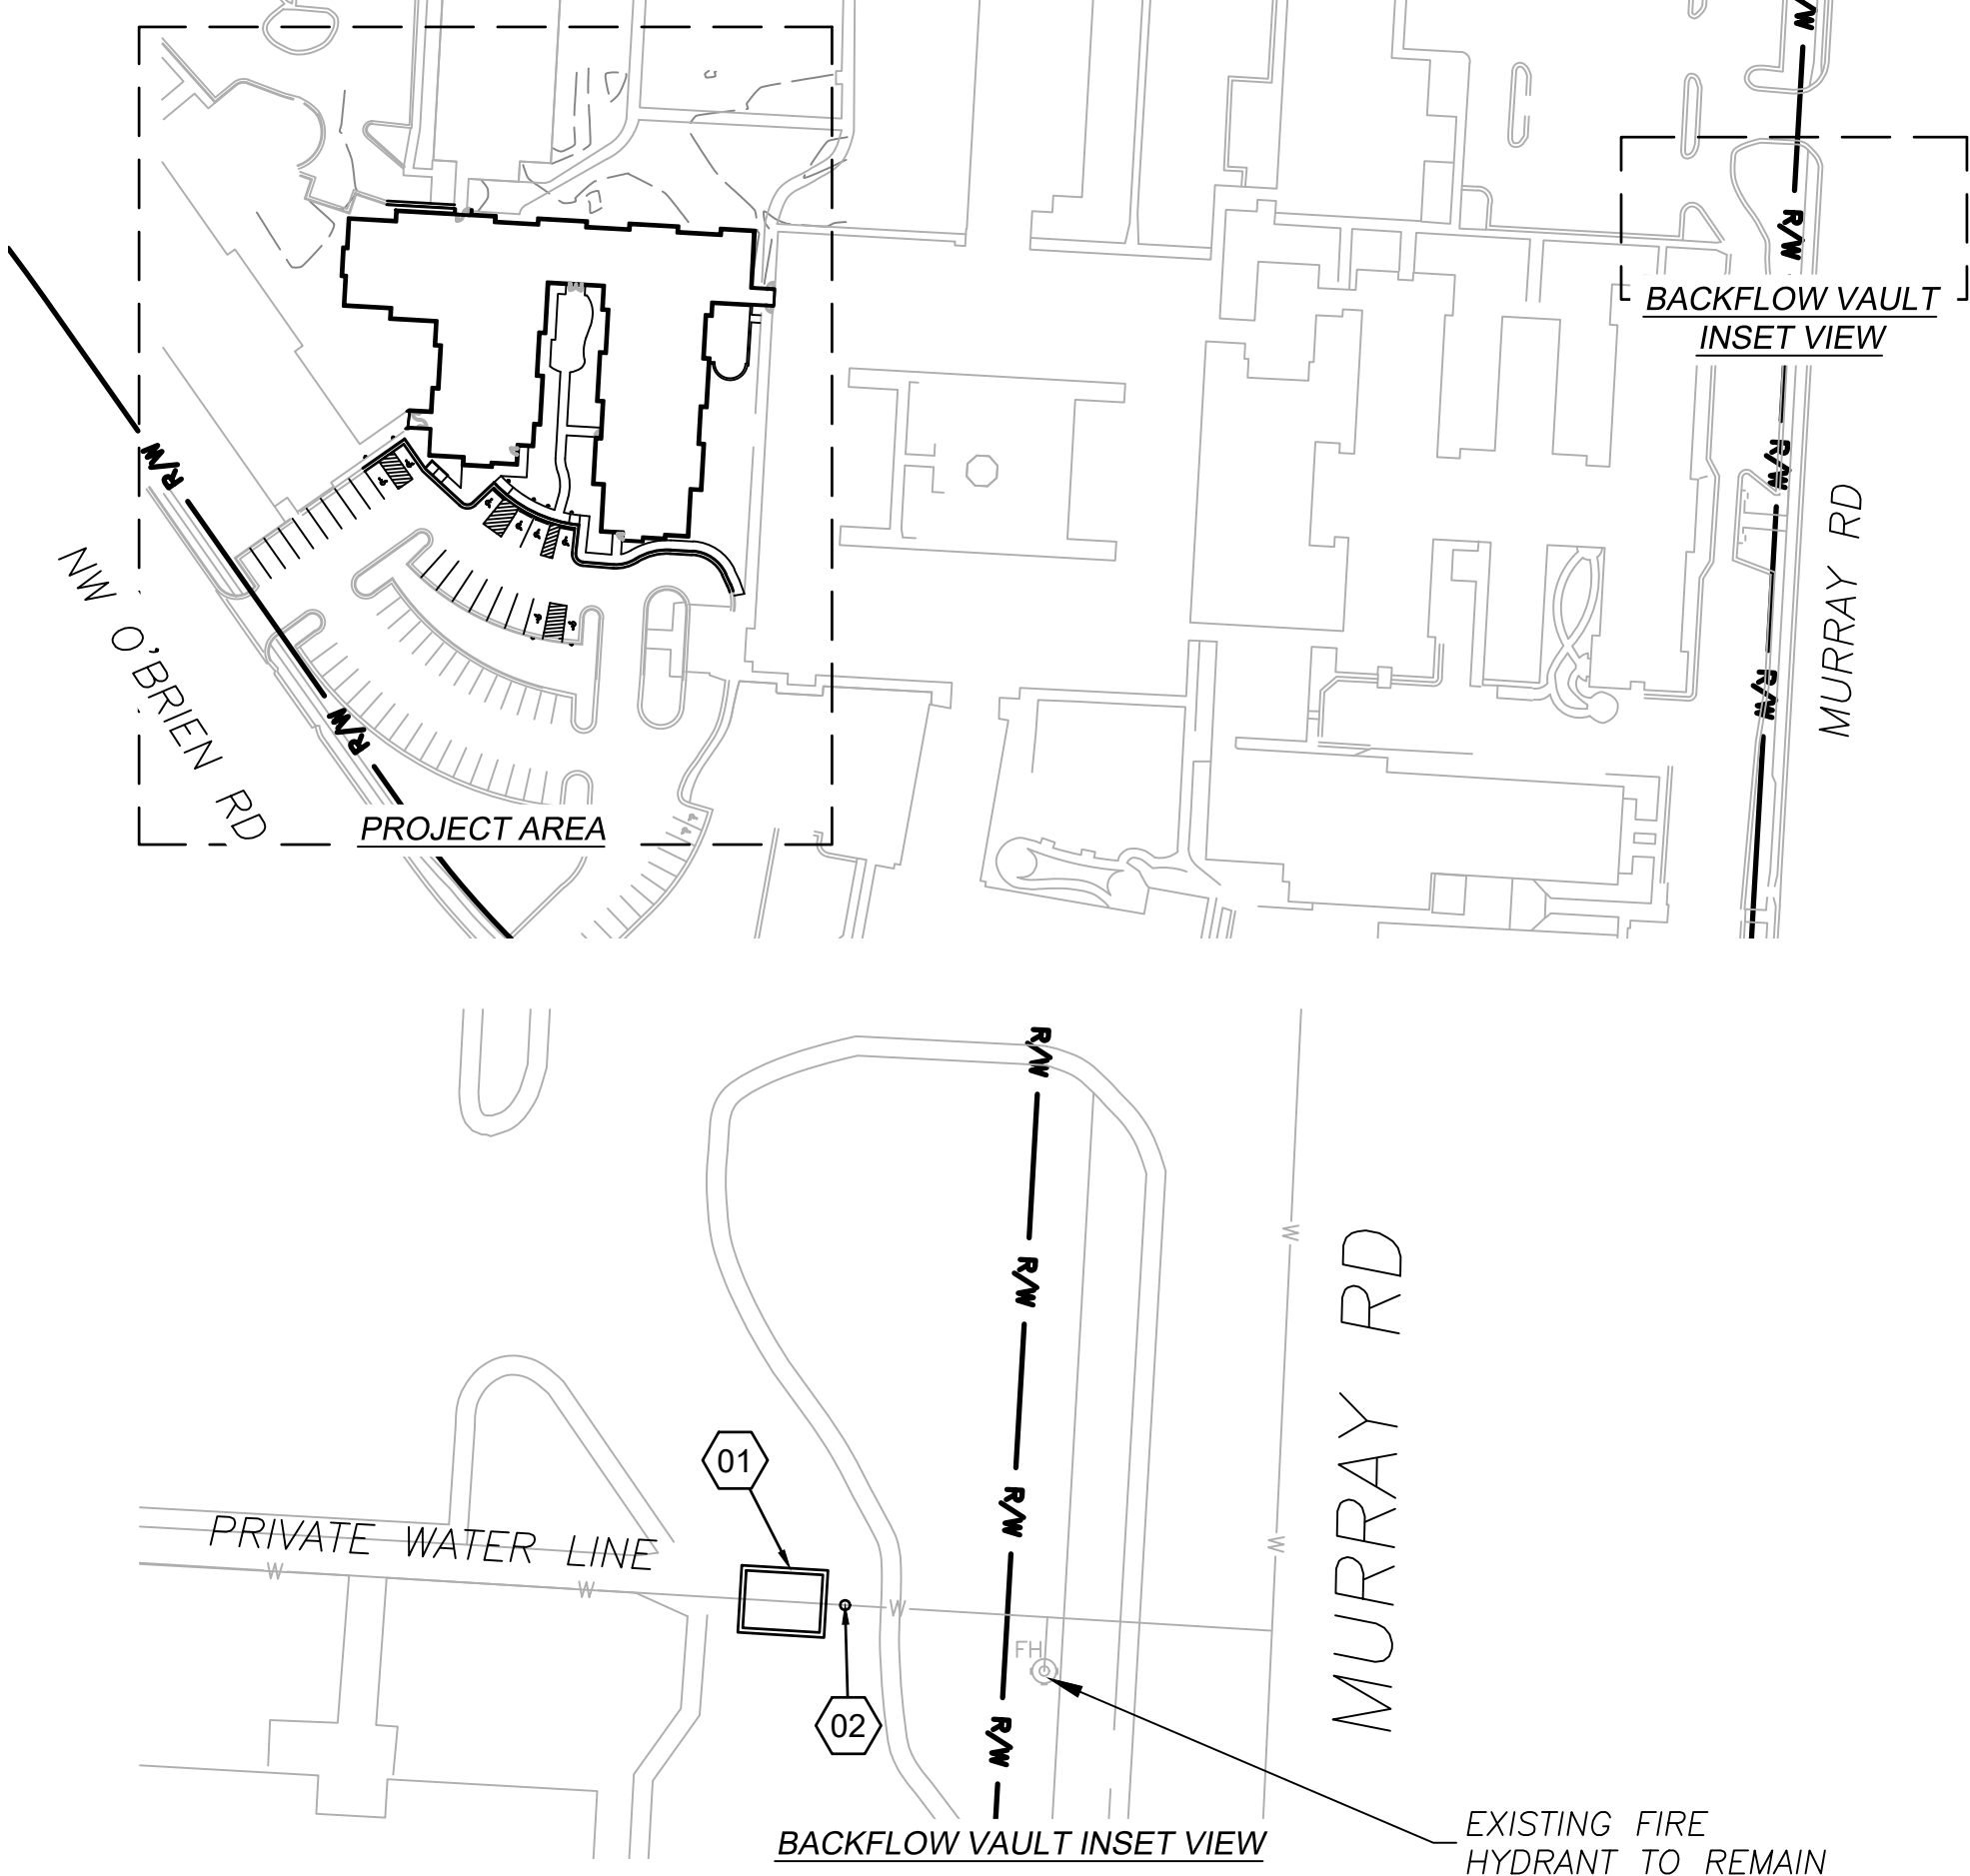 R/W
R/W
BACKFLOW VAULT
INSET VIEW
R/W
R/W
R/W
MURRAY RD
NW O'BRIEN RD
R/W
PROJECT AREA
R/W
R/W
W
R/W
MURRAY RD
01
R/W
PRIVATE WATER LINE
W
W
W
W
FH
02
R/W
BACKFLOW VAULT INSET VIEW
EXISTING FIRE
HYDRANT TO REMAIN